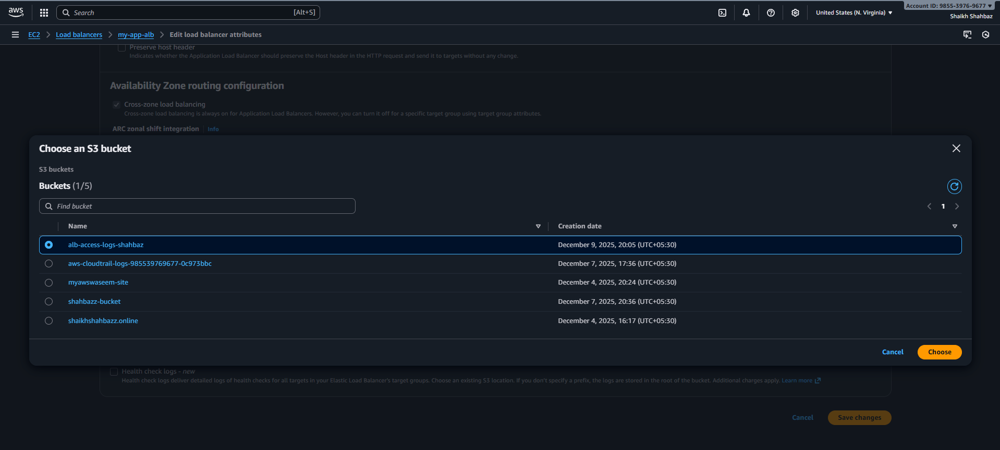 aws
Search [Alt+S]
United States (N. Virginia)
Account ID: 9855-3976-9677
Shaikh Shahbaz
EC2 > Load balancers > my-app-alb > Edit load balancer attributes
Preserve host header
Indicates whether the Application Load Balancer should preserve the Host header in the HTTP request and send it to targets without any change.
Availability Zone routing configuration
Cross-zone load balancing
Cross-zone load balancing is always on for Application Load Balancers. However, you can turn it off for a specific target group using target group attributes.
ARC zonal shift integration Info
Choose an S3 bucket
S3 buckets
Buckets (1/5)
Find bucket
1
Name Creation date
alb-access-logs-shahbaz December 9, 2025, 20:05 (UTC+05:30)
aws-cloudtrail-logs-985539769677-0c973bbc December 7, 2025, 17:36 (UTC+05:30)
myawswaseem-site December 4, 2025, 20:24 (UTC+05:30)
shahbazz-bucket December 7, 2025, 20:36 (UTC+05:30)
shaikhshahbazz.online December 4, 2025, 16:17 (UTC+05:30)
Cancel Choose
Health check logs - new
Health check logs deliver detailed logs of health checks for all targets in your Elastic Load Balancer's target groups. Choose an existing S3 location. If you don't specify a prefix, the logs are stored in the root of the bucket. Additional charges apply. Learn more
Cancel Save changes